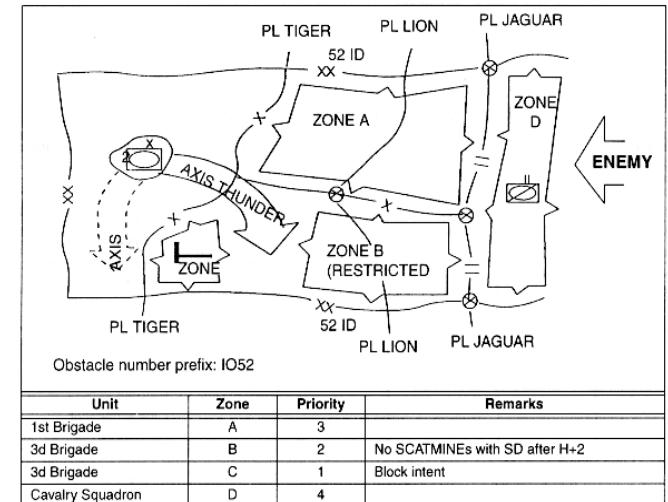 PL TIGER
PL LION
PL JAGUAR
52 ID
XX
ZONE A
ZONE D
X
2
XX
X
AXIS THUNDER
X
X
ENEMY
AXIS
ZONE
ZONE B
(RESTRICTED
PL TIGER
XX
52 ID
PL LION
PL JAGUAR
Obstacle number prefix: IO52
Unit Zone Priority Remarks
1st Brigade A 3
3d Brigade B 2 No SCATMINEs with SD after H+2
3d Brigade C 1 Block intent
Cavalry Squadron D 4